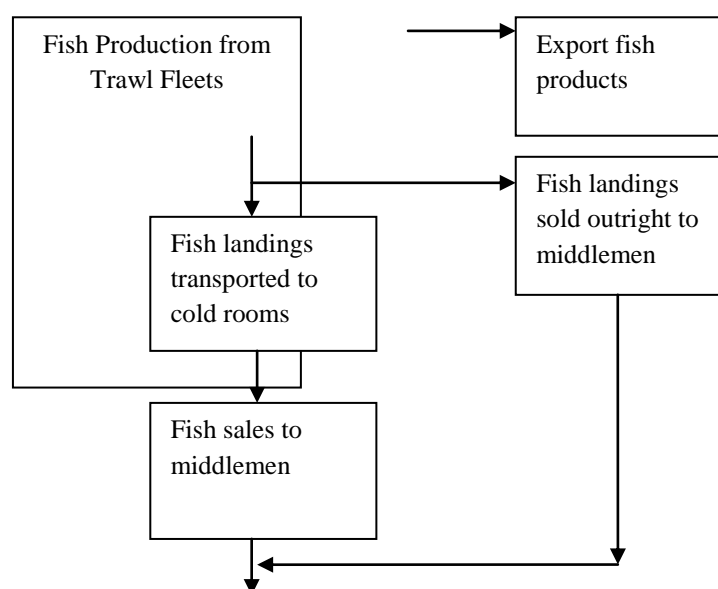 Fish Production from
Trawl Fleets
Export fish
products
Fish landings
sold outright to
middlemen
Fish landings
transported to
cold rooms
Fish sales to
middlemen